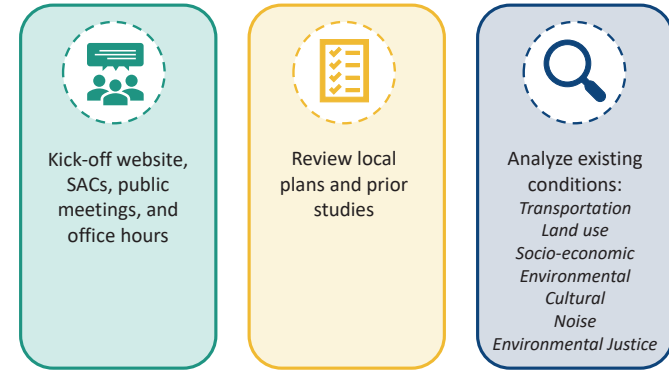 Kick-off website,
SACs, public
meetings, and
office hours
Review local
plans and prior
studies
Analyze existing
conditions:
Transportation
Land use
Socio-economic
Environmental
Cultural
Noise
Environmental Justice